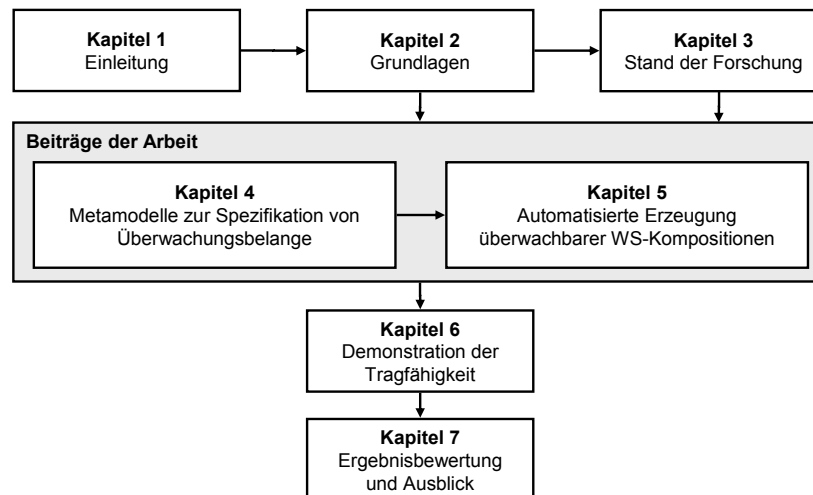 Kapitel 1
Einleitung
Kapitel 2
Grundlagen
Kapitel 3
Stand der Forschung
Beiträge der Arbeit
Kapitel 4
Metamodelle zur Spezifikation von
Überwachungsbelange
Kapitel 5
Automatisierte Erzeugung
überwachbarer WS-Kompositionen
Kapitel 6
Demonstration der
Tragfähigkeit
Kapitel 7
Ergebnisbewertung
und Ausblick